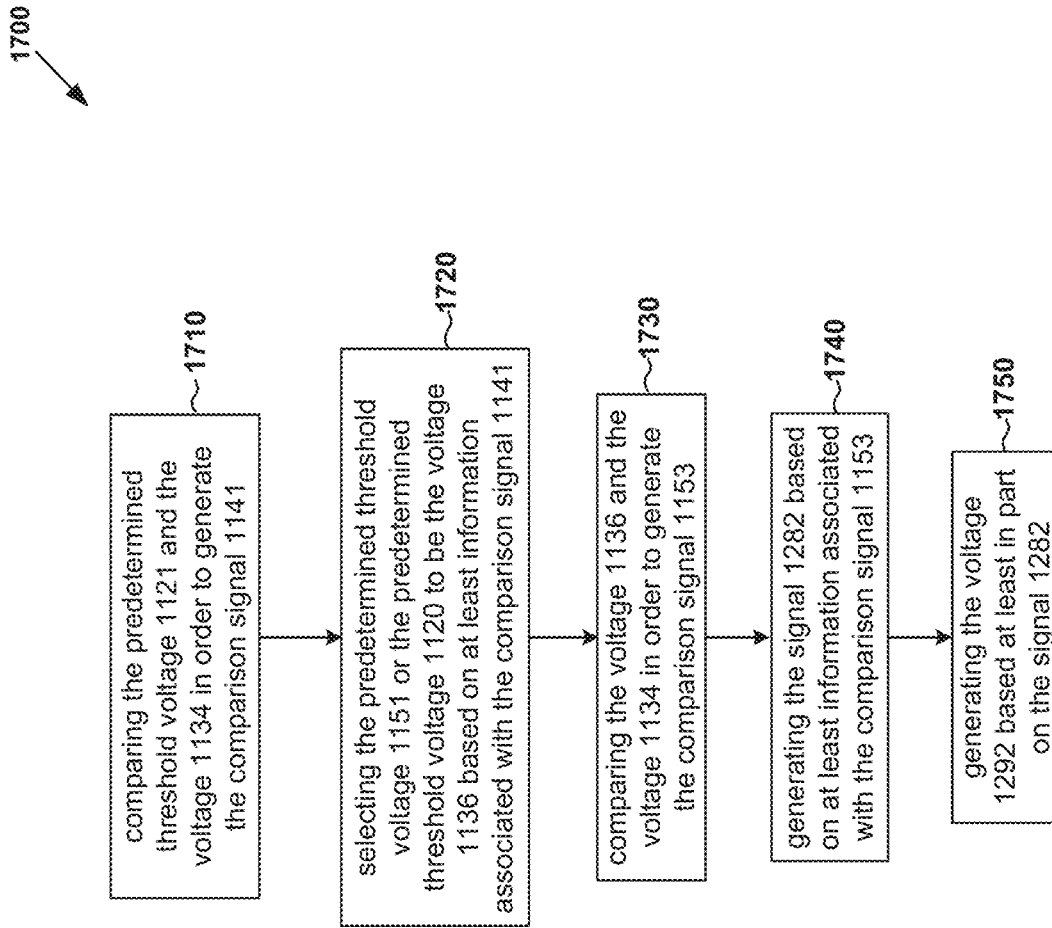 1700
comparing the predetermined
threshold voltage 1121 and the
voltage 1134 in order to generate
the comparison signal 1141
1710
selecting the predetermined threshold
voltage 1151 or the predetermined
threshold voltage 1120 to be the voltage
1136 based on at least information
associated with the comparison signal 1141
1720
comparing the voltage 1136 and the
voltage 1134 in order to generate
the comparison signal 1153
1730
generating the signal 1282 based
on at least information associated
with the comparison signal 1153
1740
generating the voltage
1292 based at least in part
on the signal 1282
1750